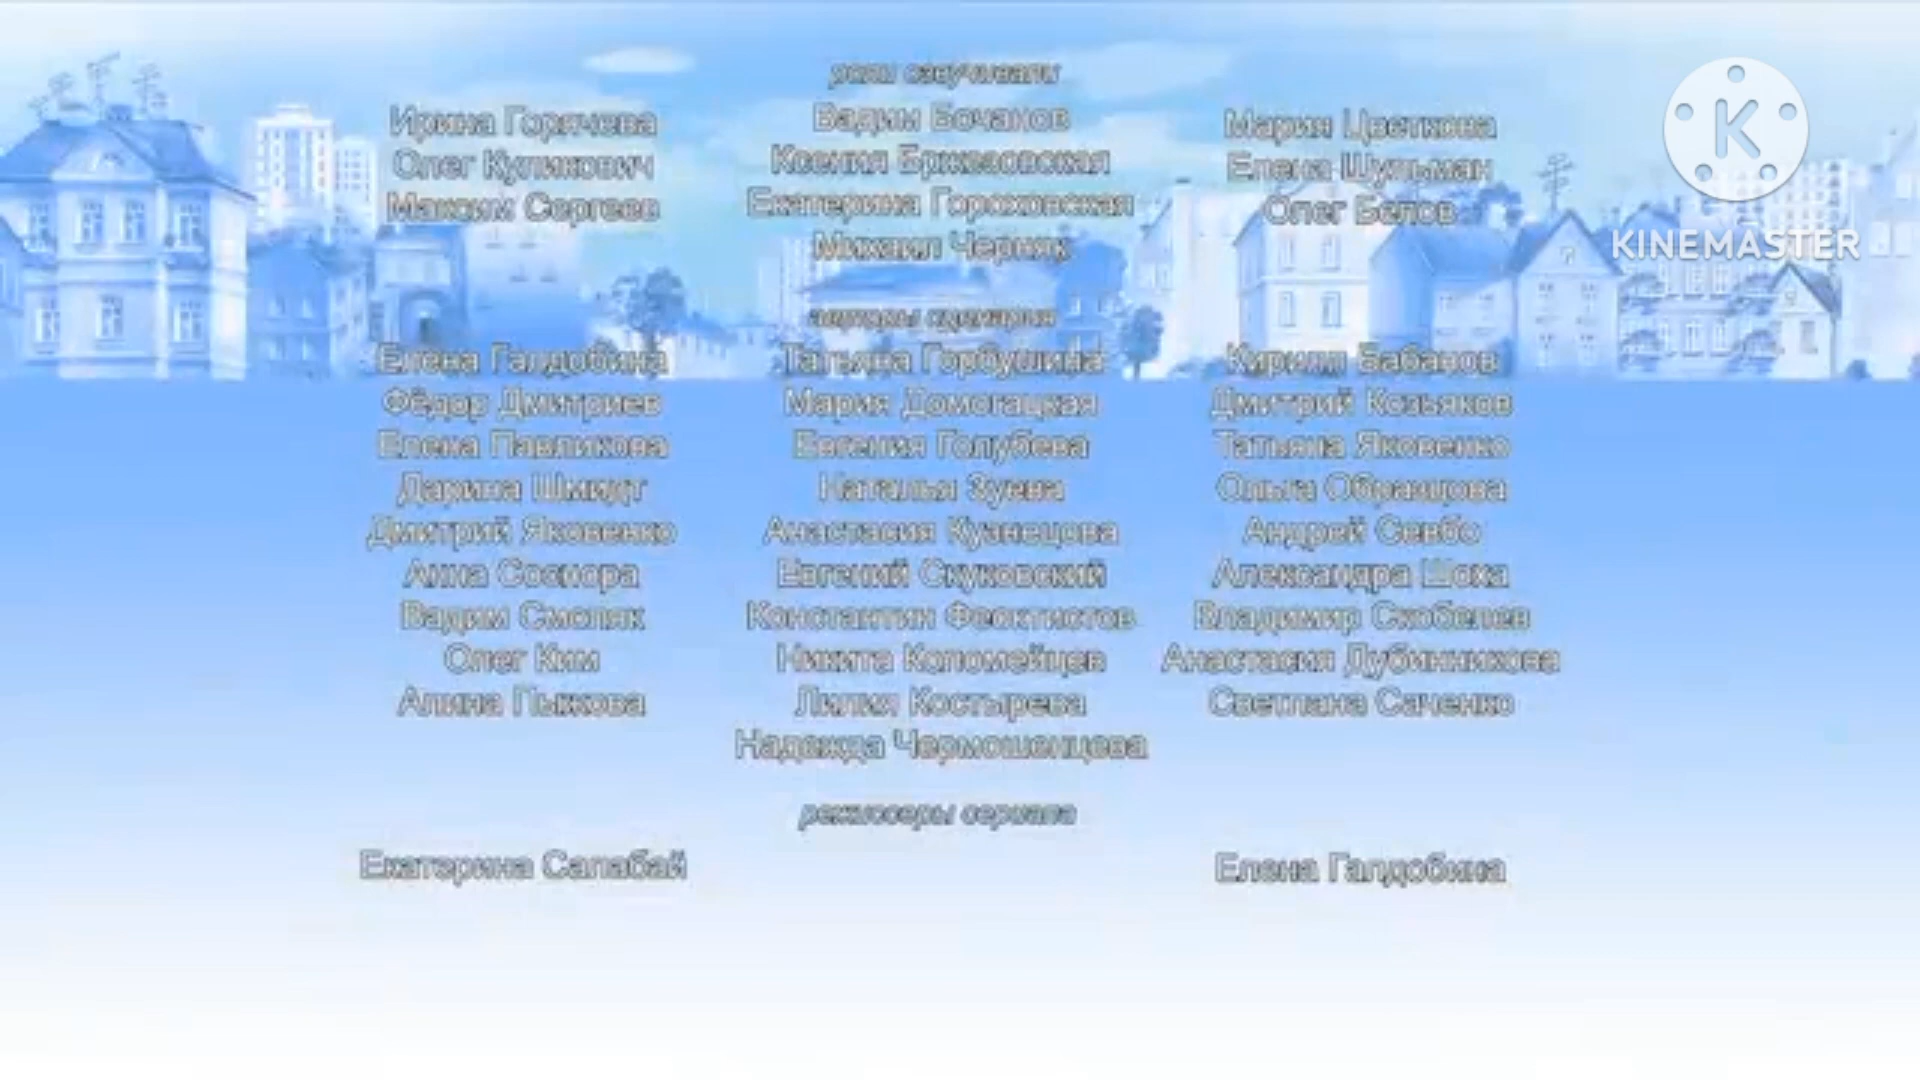 роли озвучивали
Ирина Горячева
Олег Куликович
Максим Сергеев
Вадим Бочанов
Ксения Бржезовская
Екатерина Гороховская
Михаил Черняк
Мария Цветкова
Елена Шульман
Олег Белов
KINEMASTER
авторы сценария
Елена Галдобина
Фёдор Дмитриев
Елена Павликова
Дарина Шмидт
Дмитрий Яковенко
Анна Сознора
Вадим Смоляк
Олег Ким
Алина Пыжова
Татьяна Горбушина
Мария Домогацкая
Евгения Голубева
Наталья Зуева
Анастасия Кузнецова
Евгений Скуковский
Константин Феоктистов
Никита Коломейцев
Лилия Костырева
Надежда Чермошенцева
Кирилл Бабанов
Дмитрий Козьяков
Татьяна Яковенко
Ольга Образцова
Андрей Севбо
Александра Шоха
Владимир Скобелев
Анастасия Дубинникова
Светлана Саченко
режиссеры сериала
Екатерина Салабай
Елена Галдобина